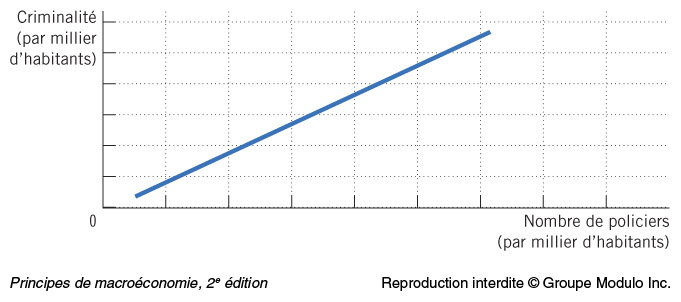 Criminalité
(par millier
d’habitants)
0
Nombre de policiers
(par millier d’habitants)
Principes de macroéconomie, 2e édition
Reproduction interdite © Groupe Modulo Inc.